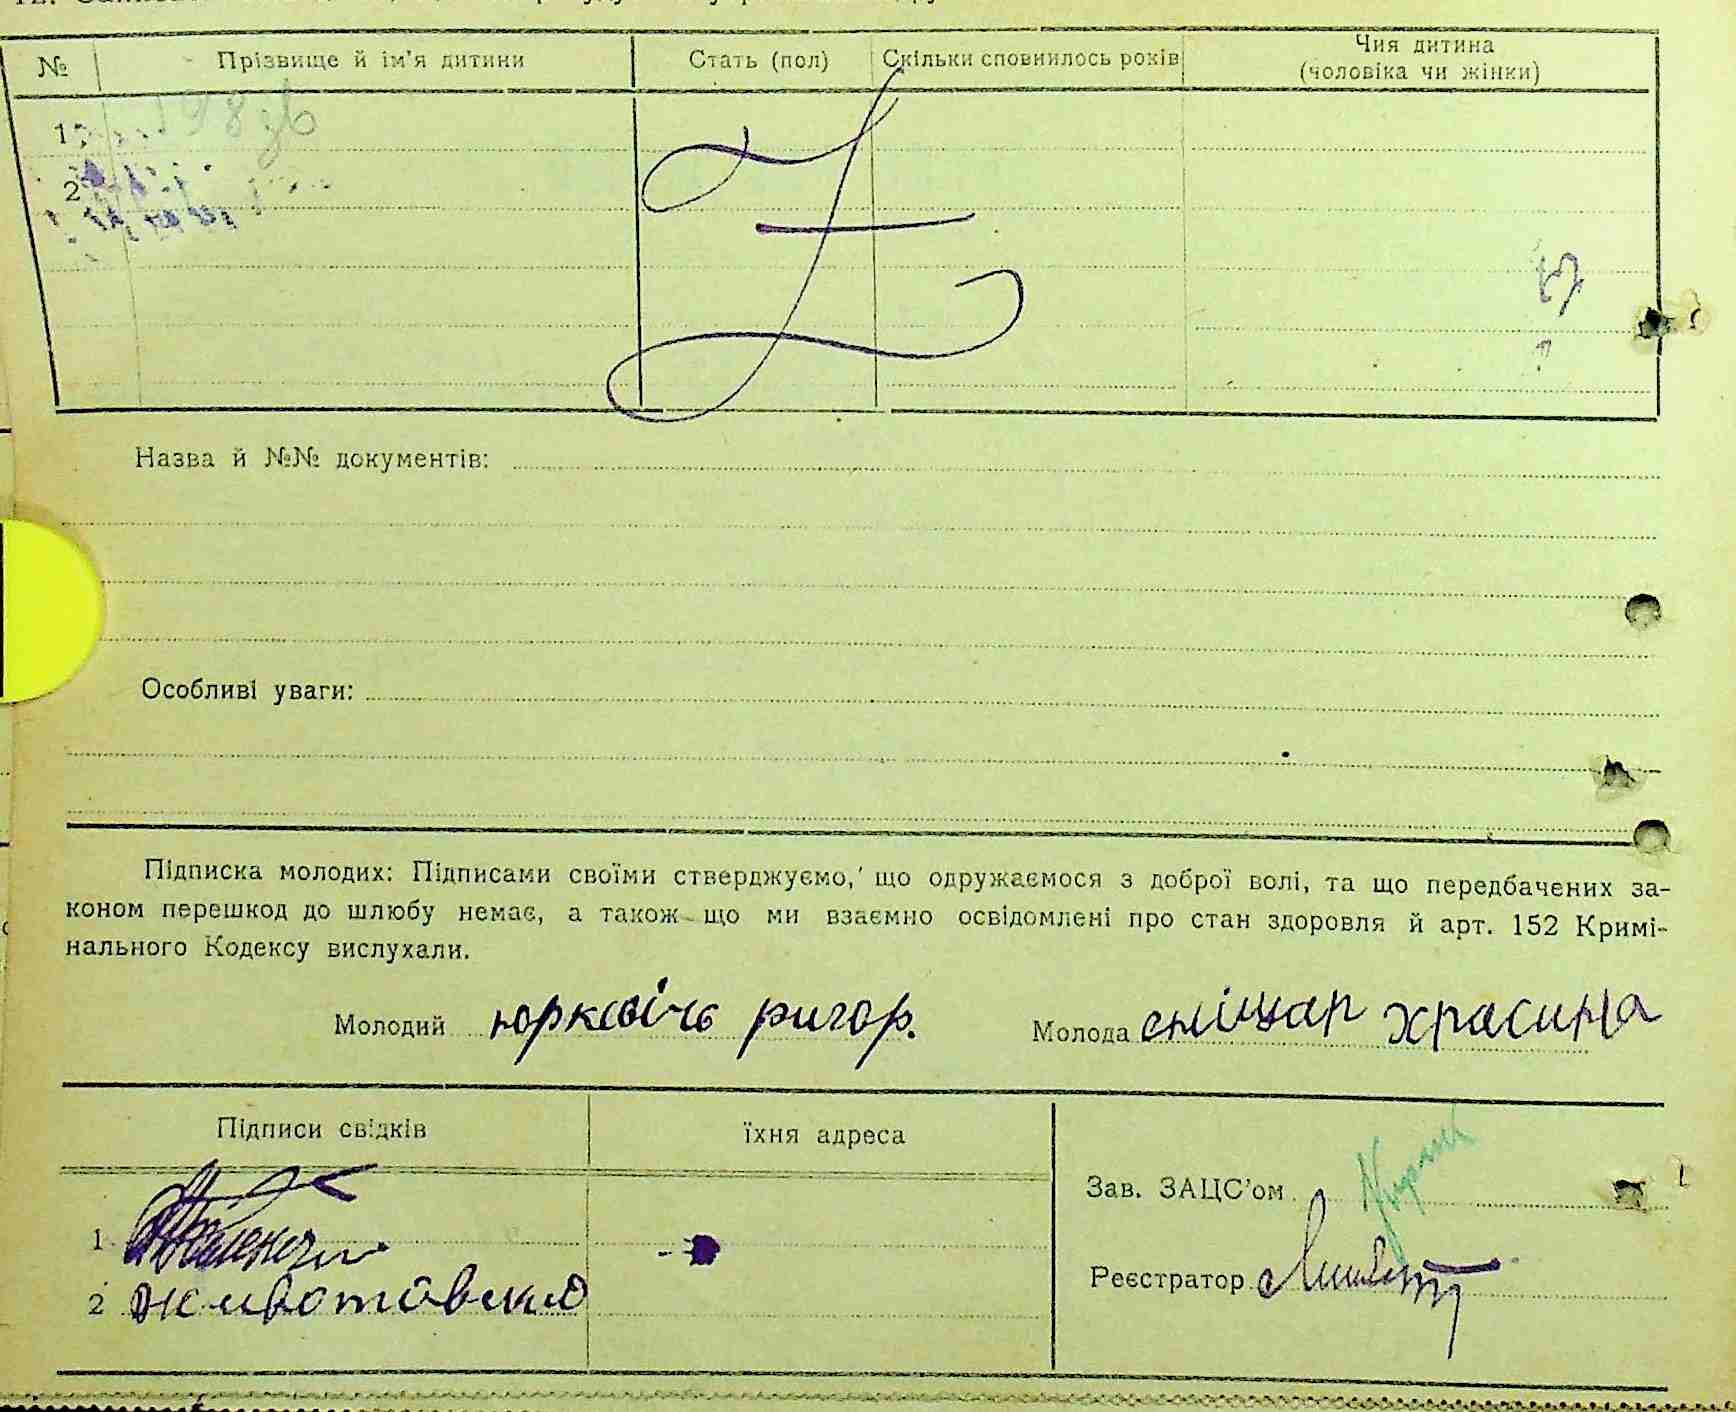 № Прізвище й ім'я дитини Стать (пол) Скільки сповнилось років Чия дитина (чоловіка чи жінки)
1
2
Назва й №№ документів:
Особливі уваги:
Підписка молодих: Підписами своїми стверджуємо, що одружаємося з доброї волі, та що передбачених за-
коном перешкод до шлюбу немає, а також що ми взаємно освідомлені про стан здоровля й арт. 152 Кримі-
нального Кодексу вислухали.
Молодий юркевічь ригор. Молода сніцар храсина
Підписи свідків їхня адреса
Зав. ЗАЦС'ом
1
Реєстратор
2 животовский